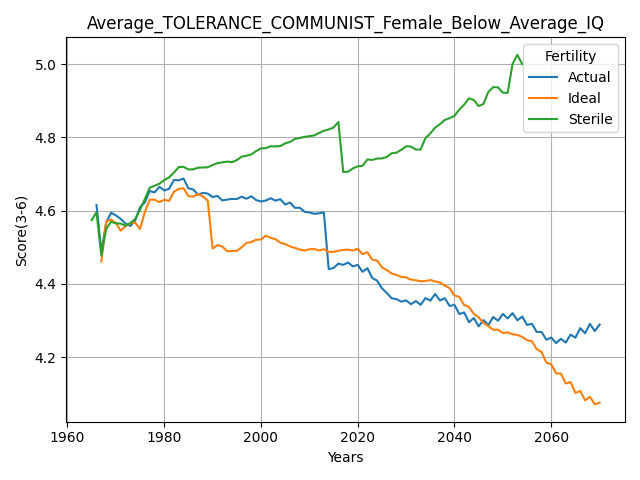 Average_TOLERANCE_COMMUNIST_Female_Below_Average_IQ
Fertility
Actual
Ideal
Sterile
5.0
4.8
4.6
4.4
4.2
Score(3-6)
1960 1980 2000 2020 2040 2060
Years